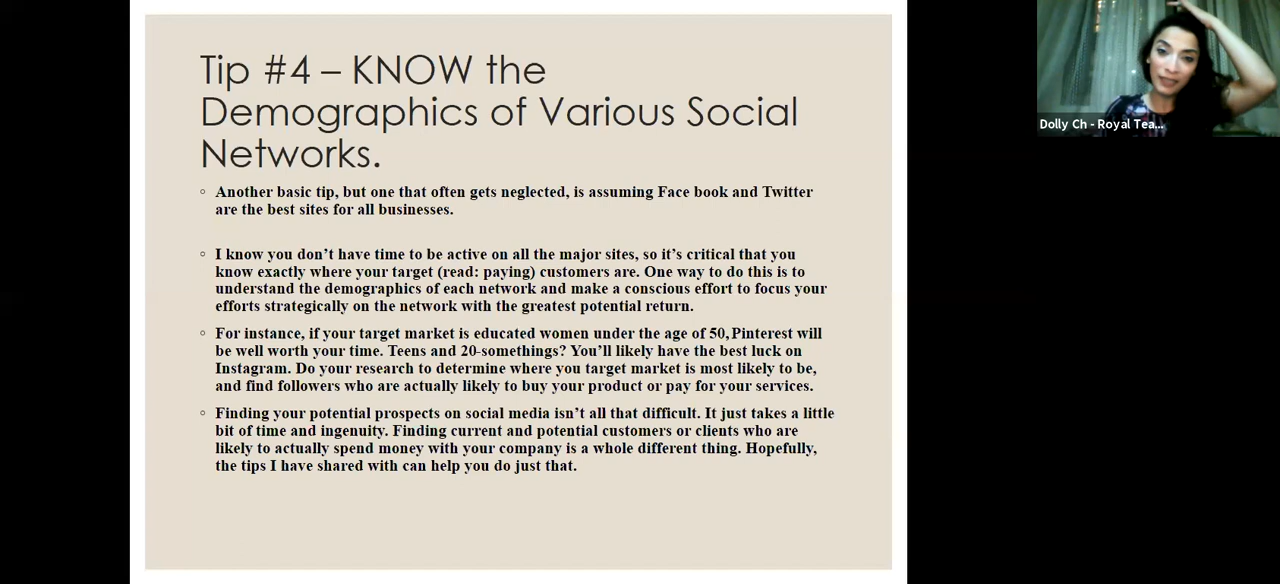 Tip #4 – KNOW the
Demographics of Various Social
Networks.
Another basic tip, but one that often gets neglected, is assuming Face book and Twitter
are the best sites for all businesses.
I know you don’t have time to be active on all the major sites, so it’s critical that you
know exactly where your target (read: paying) customers are. One way to do this is to
understand the demographics of each network and make a conscious effort to focus your
efforts strategically on the network with the greatest potential return.
For instance, if your target market is educated women under the age of 50, Pinterest will
be well worth your time. Teens and 20-somethings? You’ll likely have the best luck on
Instagram. Do your research to determine where you target market is most likely to be,
and find followers who are actually likely to buy your product or pay for your services.
Finding your potential prospects on social media isn’t all that difficult. It just takes a little
bit of time and ingenuity. Finding current and potential customers or clients who are
likely to actually spend money with your company is a whole different thing. Hopefully,
the tips I have shared with can help you do just that.
Dolly Ch - Royal Tea...